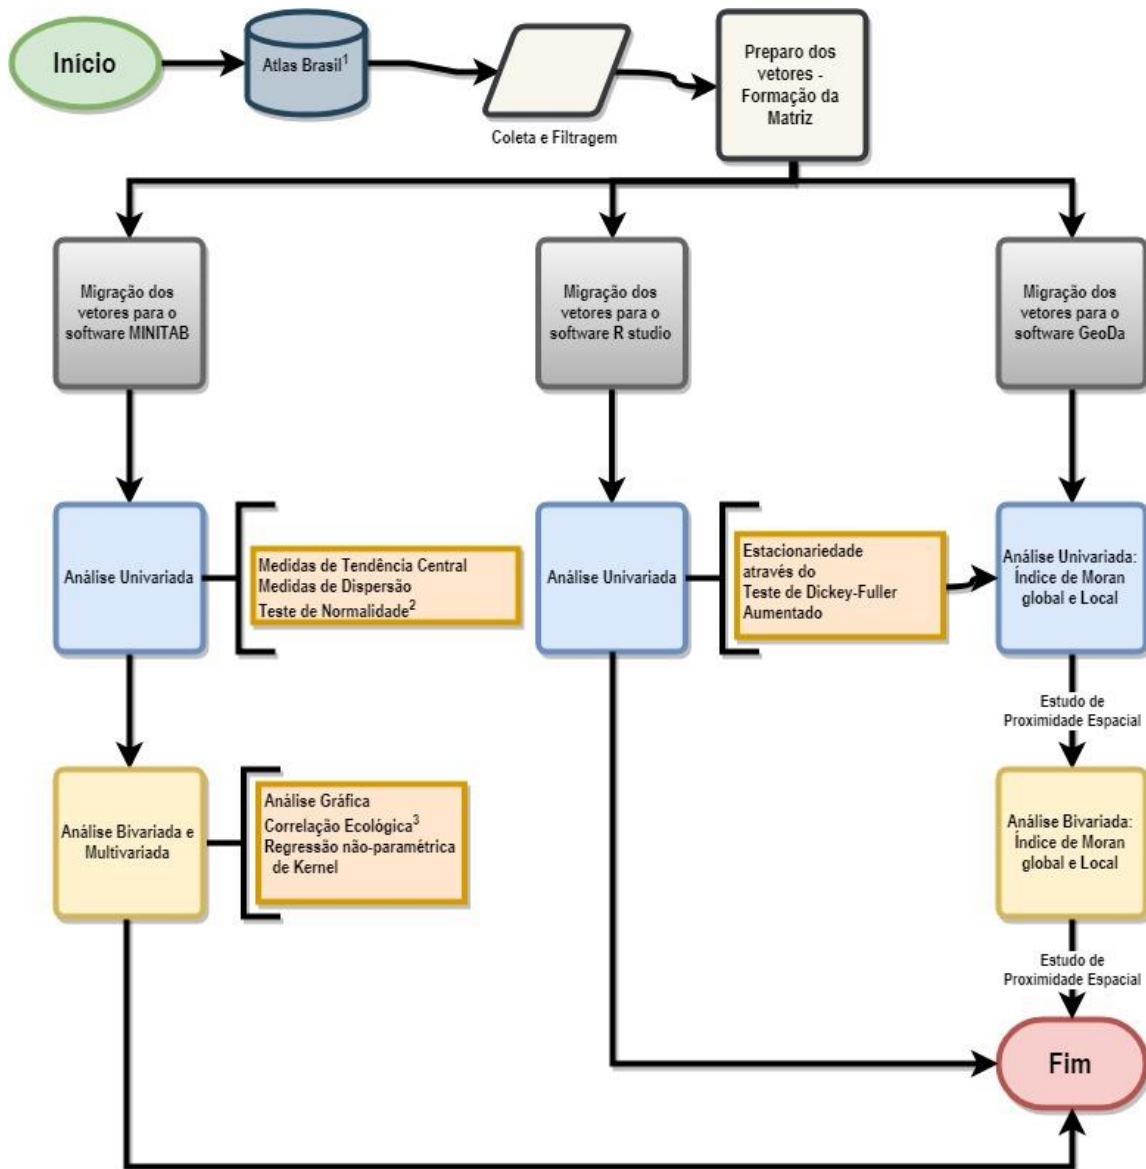 Início
Atlas Brasil¹
Coleta e Filtragem
Preparo dos
vetores -
Formação da
Matriz
Migração dos
vetores para o
software MINITAB
Migração dos
vetores para o
software R studio
Migração dos
vetores para o
software GeoDa
Análise Univariada
Medidas de Tendência Central
Medidas de Dispersão
Teste de Normalidade²
Análise Univariada
Estacionariedade
através do
Teste de Dickey-Fuller
Aumentado
Análise Univariada:
Índice de Moran
global e Local
Estudo de
Proximidade Espacial
Análise Bivariada e
Multivariada
Análise Gráfica
Correlação Ecológica³
Regressão não-paramétrica
de Kernel
Análise Bivariada:
Índice de Moran
global e Local
Estudo de
Proximidade Espacial
Fim